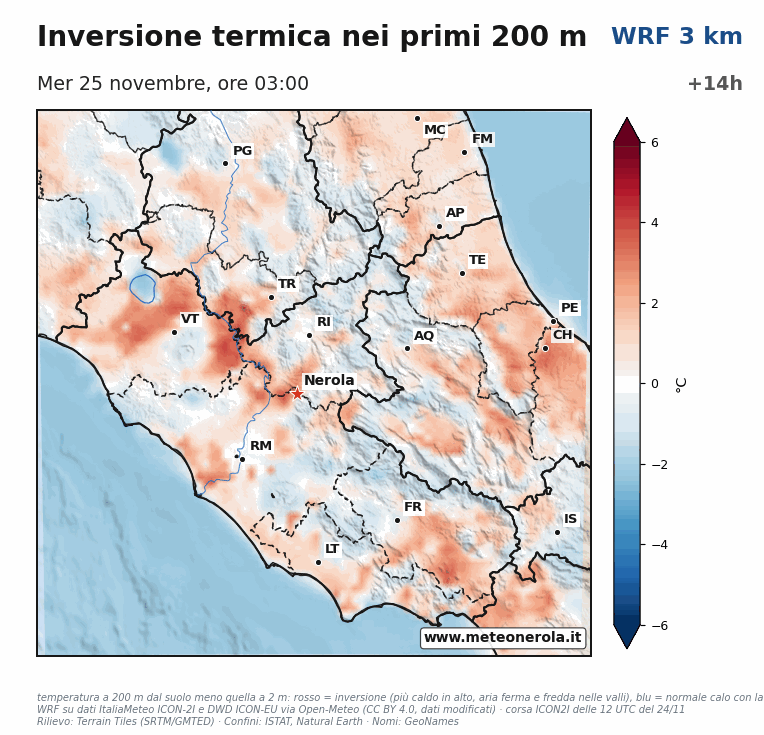 Inversione termica nei primi 200 m WRF 3 km
Mer 25 novembre, ore 03:00 +14h
MC
FM
PG
AP
TE
TR
PE
VT
RI
AQ
CH
Nerola
RM
FR
IS
LT
www.meteonerola.it
6
4
2
0
−2
−4
−6
°C
temperatura a 200 m dal suolo meno quella a 2 m: rosso = inversione (più caldo in alto, aria ferma e fredda nelle valli), blu = normale calo con la
WRF su dati ItaliaMeteo ICON-2I e DWD ICON-EU via Open-Meteo (CC BY 4.0, dati modificati) · corsa ICON2I delle 12 UTC del 24/11
Rilievo: Terrain Tiles (SRTM/GMTED) · Confini: ISTAT, Natural Earth · Nomi: GeoNames